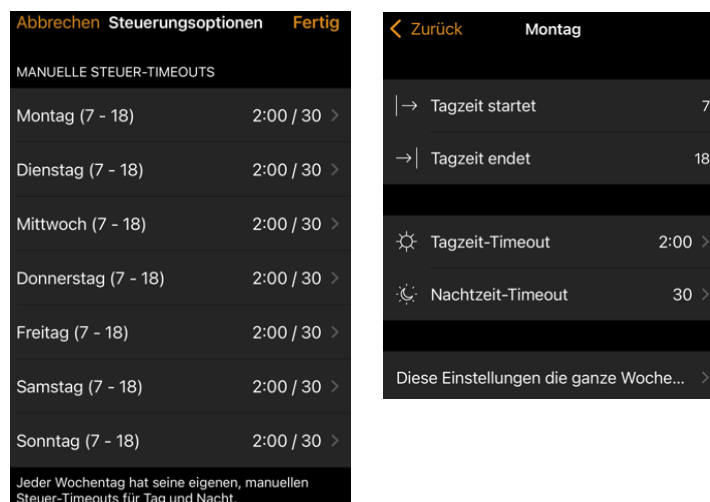 Abbrechen Steuerungsoptionen Fertig
MANUELLE STEUER-TIMEOUTS
Montag (7 - 18) 2:00 / 30
Dienstag (7 - 18) 2:00 / 30
Mittwoch (7 - 18) 2:00 / 30
Donnerstag (7 - 18) 2:00 / 30
Freitag (7 - 18) 2:00 / 30
Samstag (7 - 18) 2:00 / 30
Sonntag (7 - 18) 2:00 / 30
Jeder Wochentag hat seine eigenen, manuellen
Steuer-Timeouts für Tag und Nacht.
Zurück Montag
Tagzeit startet 7
Tagzeit endet 18
Tagzeit-Timeout 2:00
Nachtzeit-Timeout 30
Diese Einstellungen die ganze Woche...